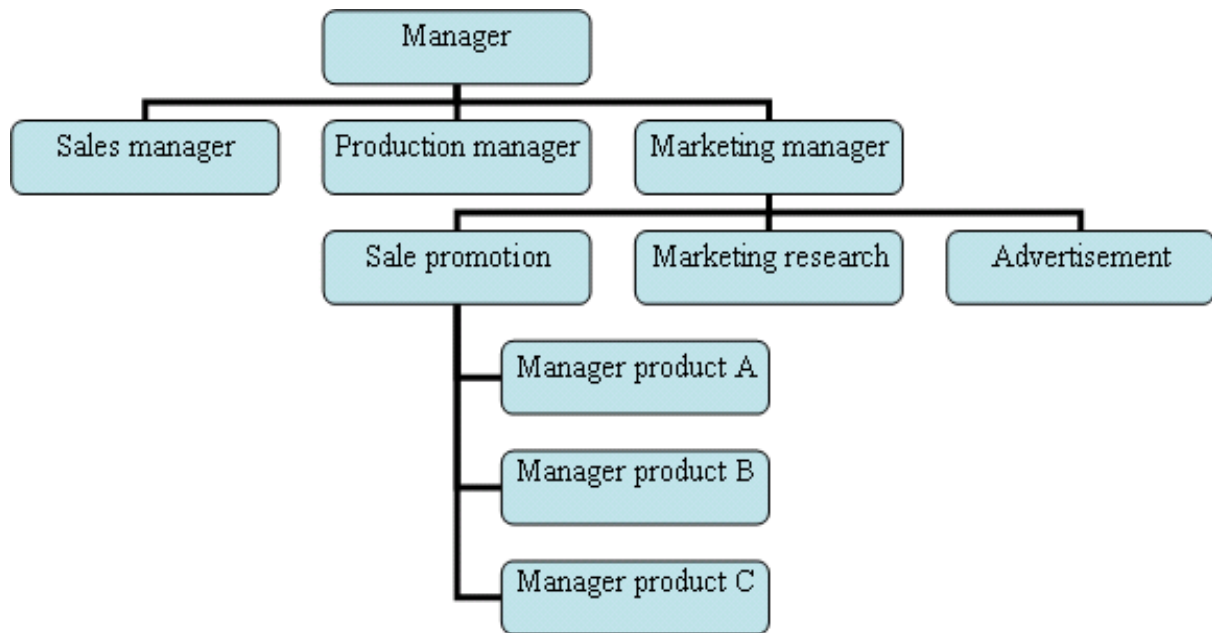 Manager
Sales manager
Production manager
Marketing manager
Sale promotion
Marketing research
Advertisement
Manager product A
Manager product B
Manager product C